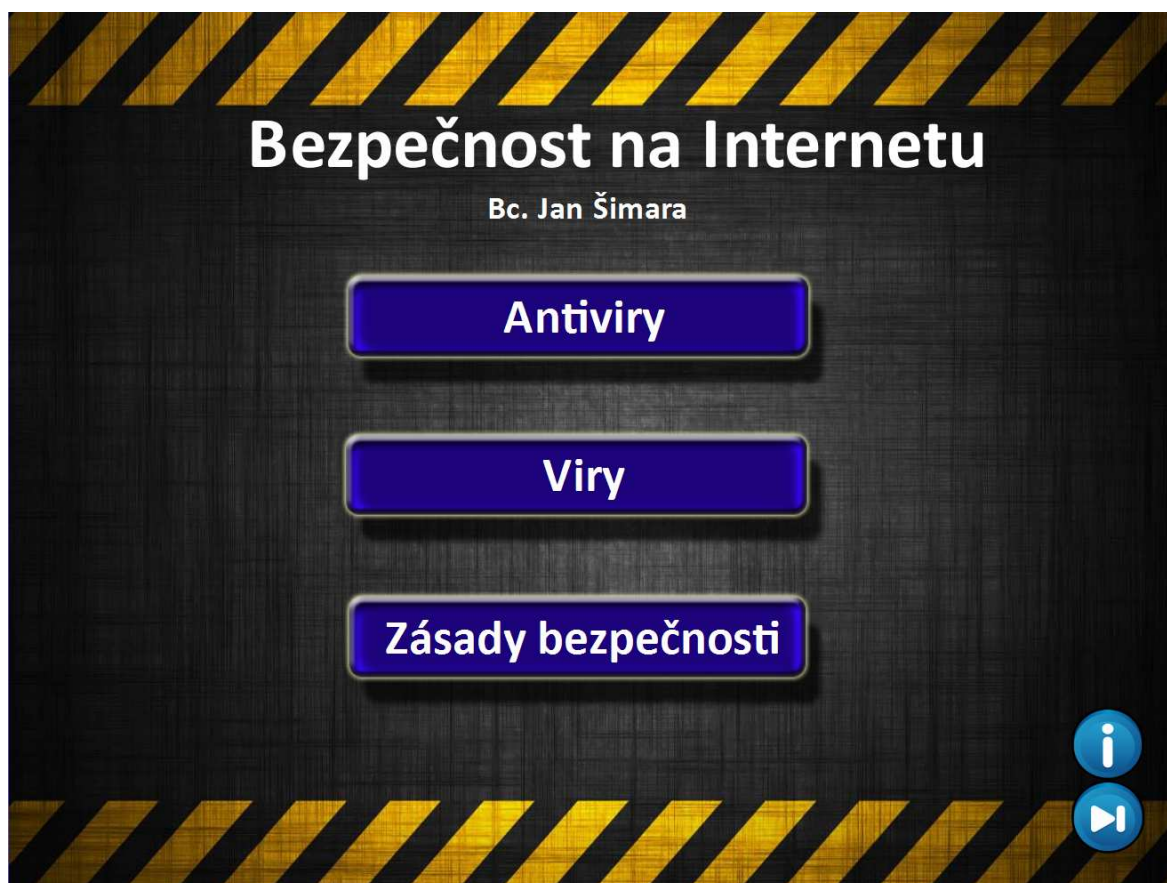 Bezpečnost na Internetu
Bc. Jan Šimara
Antiviry
Viry
Zásady bezpečnosti